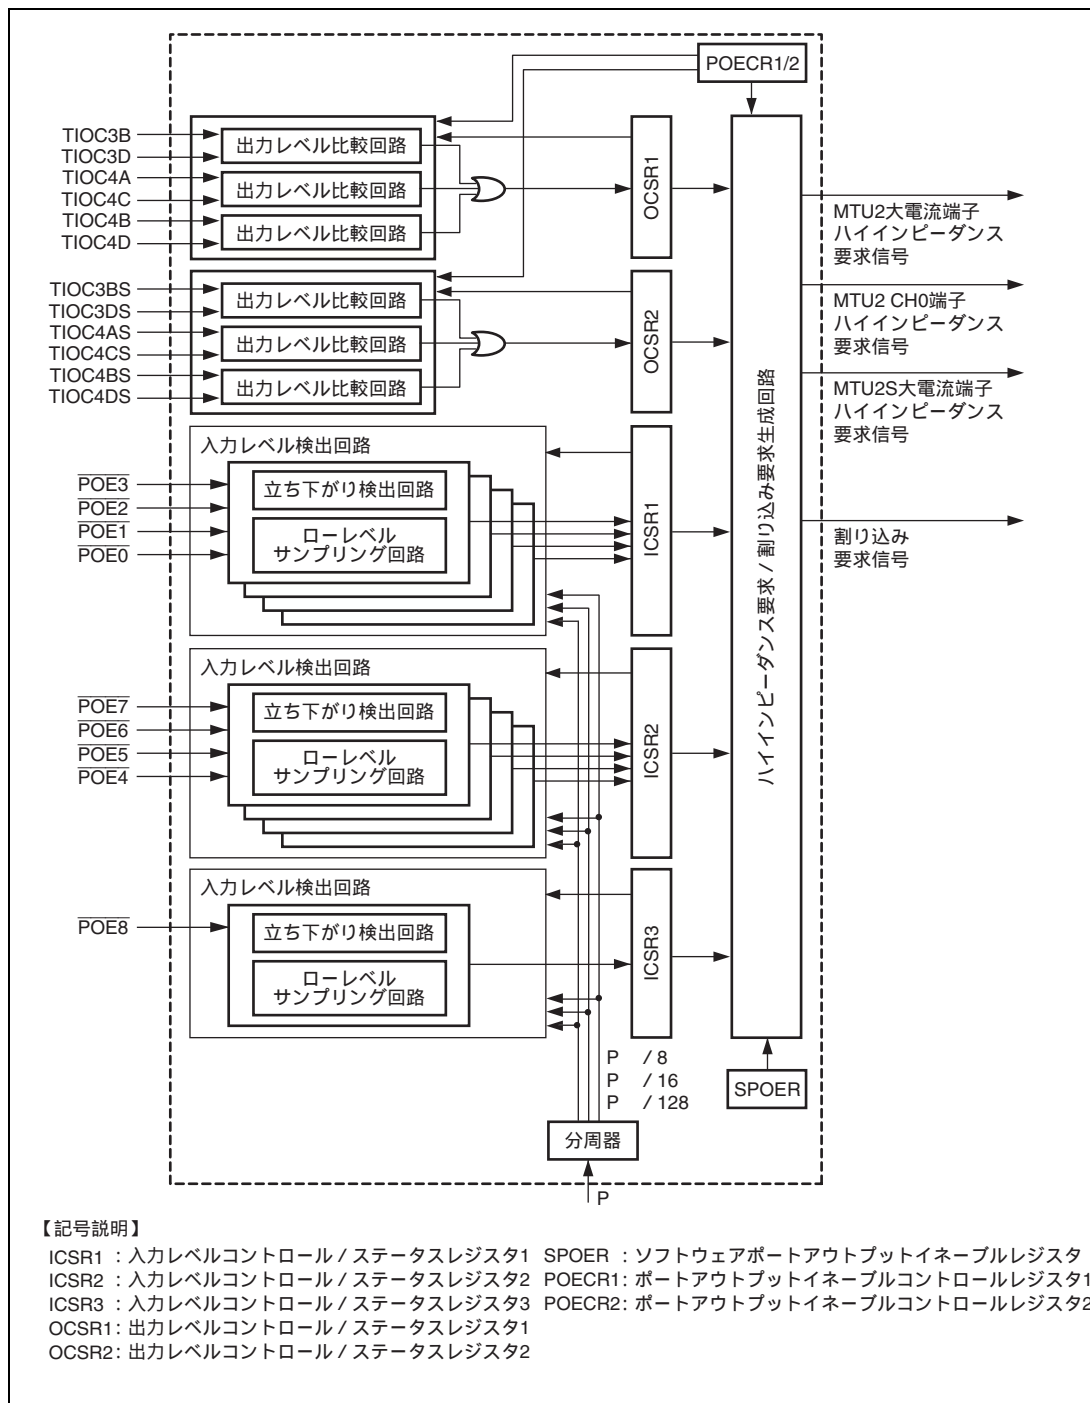 POECR1/2
TIOC3B
TIOC3D
TIOC4A
TIOC4C
TIOC4B
TIOC4D
出力レベル比較回路
出力レベル比較回路
出力レベル比較回路
OCSR1
TIOC3BS
TIOC3DS
TIOC4AS
TIOC4CS
TIOC4BS
TIOC4DS
出力レベル比較回路
出力レベル比較回路
出力レベル比較回路
OCSR2
入力レベル検出回路
POE3
POE2
POE1
POE0
立ち下がり検出回路
ローレベル
サンプリング回路
ICSR1
入力レベル検出回路
POE7
POE6
POE5
POE4
立ち下がり検出回路
ローレベル
サンプリング回路
ICSR2
入力レベル検出回路
POE8
立ち下がり検出回路
ローレベル
サンプリング回路
ICSR3
ハイインピーダンス要求 / 割り込み要求生成回路
MTU2大電流端子
ハイインピーダンス
要求信号
MTU2 CH0端子
ハイインピーダンス
要求信号
MTU2S大電流端子
ハイインピーダンス
要求信号
割り込み
要求信号
P / 8
P / 16
P / 128
SPOER
分周器
P
【記号説明】
ICSR1 : 入力レベルコントロール / ステータスレジスタ1 SPOER : ソフトウェアポートアウトプットイネーブルレジスタ
ICSR2 : 入力レベルコントロール / ステータスレジスタ2 POECR1: ポートアウトプットイネーブルコントロールレジスタ1
ICSR3 : 入力レベルコントロール / ステータスレジスタ3 POECR2: ポートアウトプットイネーブルコントロールレジスタ2
OCSR1: 出力レベルコントロール / ステータスレジスタ1
OCSR2: 出力レベルコントロール / ステータスレジスタ2